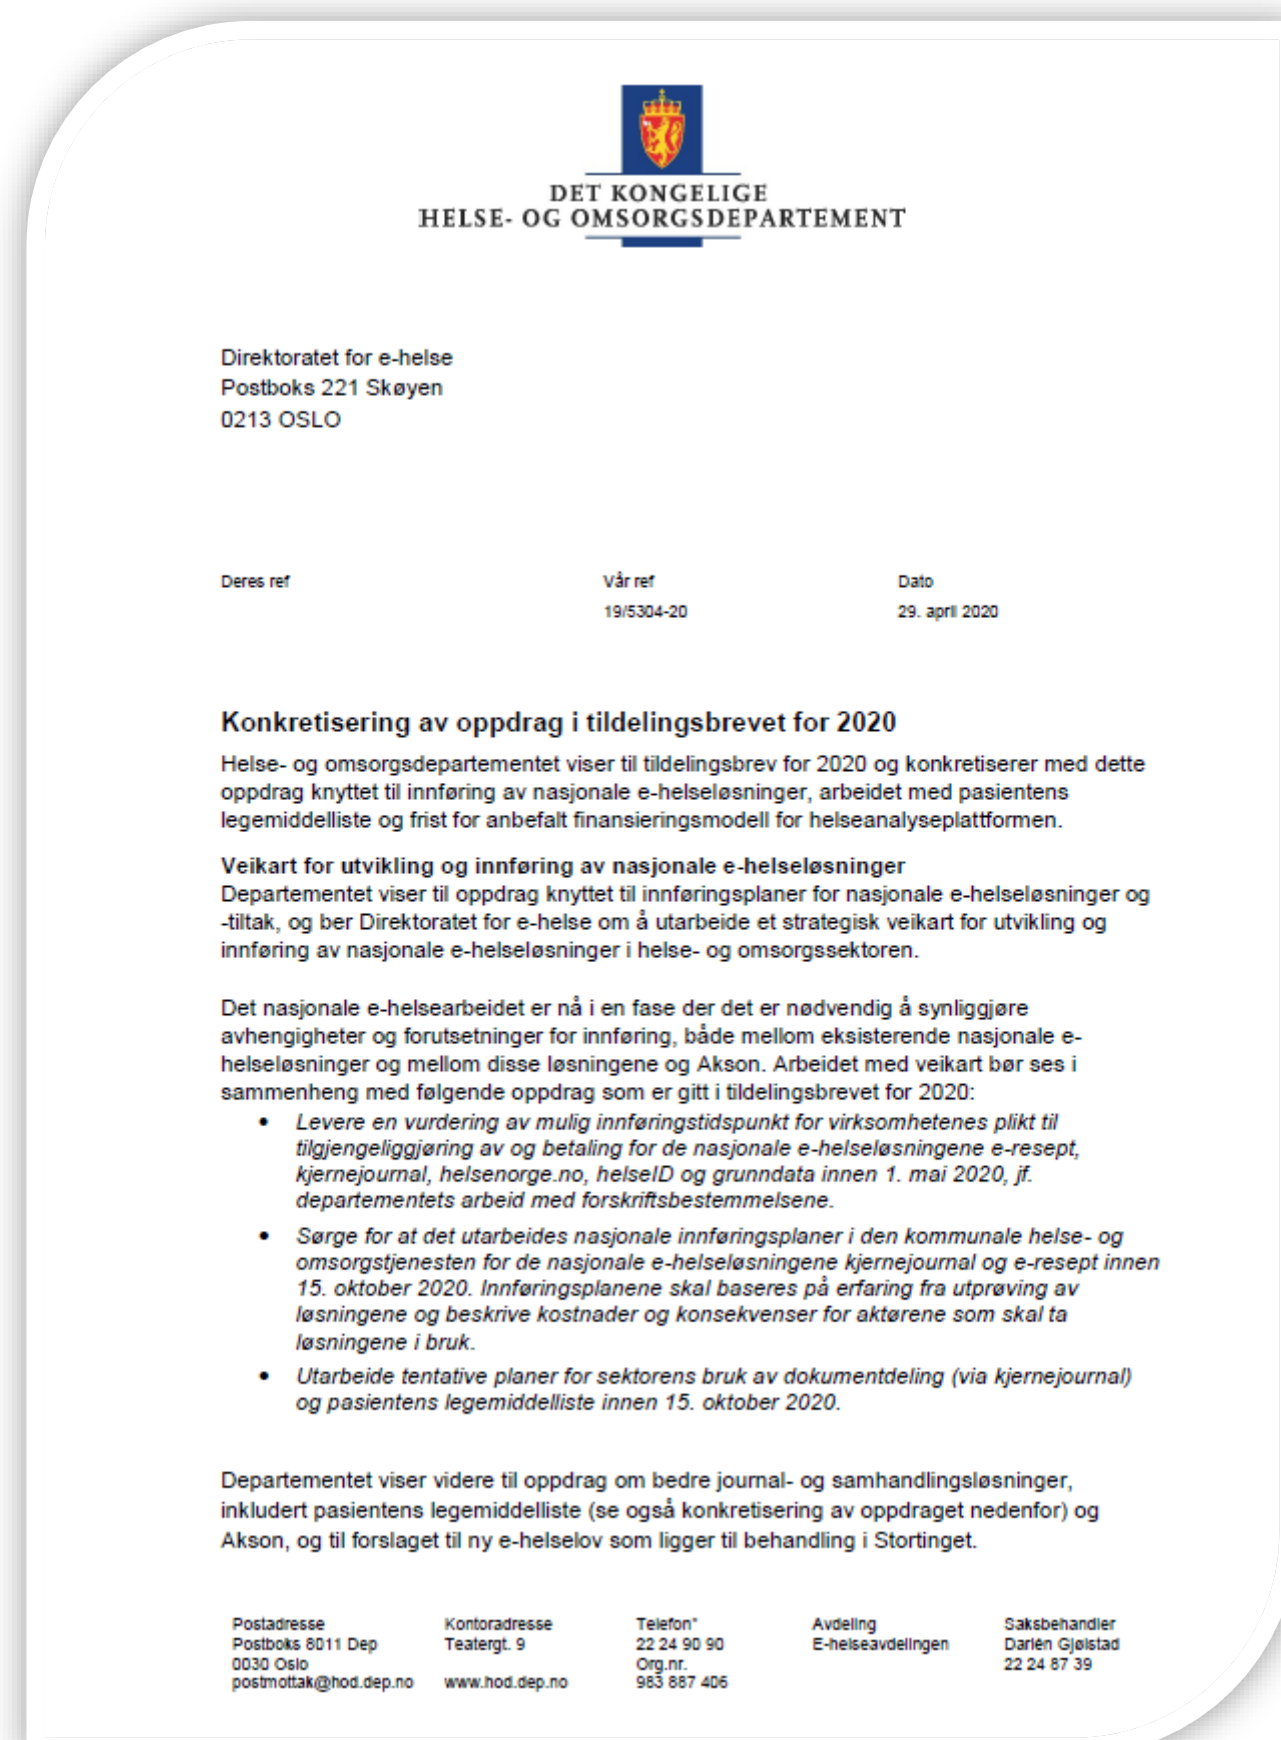 DET KONGELIGE
HELSE- OG OMSORGSDEPARTEMENT
Direktoratet for e-helse
Postboks 221 Skøyen
0213 OSLO
Deres ref
Vår ref
Dato
19/5304-20
29. april 2020
Konkretisering av oppdrag i tildelingsbrevet for 2020
Helse- og omsorgsdepartementet viser til tildelingsbrev for 2020 og konkretiserer med dette
oppdrag knyttet til innføring av nasjonale e-helseløsninger, arbeidet med pasientens
legemiddelliste og frist for anbefalt finansieringsmodell for helseanalyseplattformen.
Veikart for utvikling og innføring av nasjonale e-helseløsninger
Departementet viser til oppdrag knyttet til innføringsplaner for nasjonale e-helseløsninger og
-tiltak, og ber Direktoratet for e-helse om å utarbeide et strategisk veikart for utvikling og
innføring av nasjonale e-helseløsninger i helse- og omsorgssektoren.
Det nasjonale e-helsearbeidet er nå i en fase der det er nødvendig å synliggjøre
avhengigheter og forutsetninger for innføring, både mellom eksisterende nasjonale e-
helseløsninger og mellom disse løsningene og Akson. Arbeidet med veikart bør ses i
sammenheng med følgende oppdrag som er gitt i tildelingsbrevet for 2020:
• Levere en vurdering av mulig innføringstidspunkt for virksomhetenes plikt til
tilgjengeliggjøring av og betaling for de nasjonale e-helseløsningene e-resept,
kjernejournal, helsenorge.no, helseID og grunndata innen 1. mai 2020, jf.
departementets arbeid med forskriftsbestemmelsene.
• Sørge for at det utarbeides nasjonale innføringsplaner i den kommunale helse- og
omsorgstjenesten for de nasjonale e-helseløsningene kjernejournal og e-resept innen
15. oktober 2020. Innføringsplanene skal baseres på erfaring fra utprøving av
løsningene og beskrive kostnader og konsekvenser for aktørene som skal ta
løsningene i bruk.
• Utarbeide tentative planer for sektorens bruk av dokumentdeling (via kjernejournal)
og pasientens legemiddelliste innen 15. oktober 2020.
Departementet viser videre til oppdrag om bedre journal- og samhandlingsløsninger,
inkludert pasientens legemiddelliste (se også konkretisering av oppdraget nedenfor) og
Akson, og til forslaget til ny e-helselov som ligger til behandling i Stortinget.
Postadresse
Postboks 8011 Dep
0030 Oslo
postmottak@hod.dep.no
Kontoradresse
Teatergt. 9
www.hod.dep.no
Telefon*
22 24 90 90
Org.nr.
983 887 406
Avdeling
E-helseavdelingen
Saksbehandler
Darlén Gjølstad
22 24 87 39